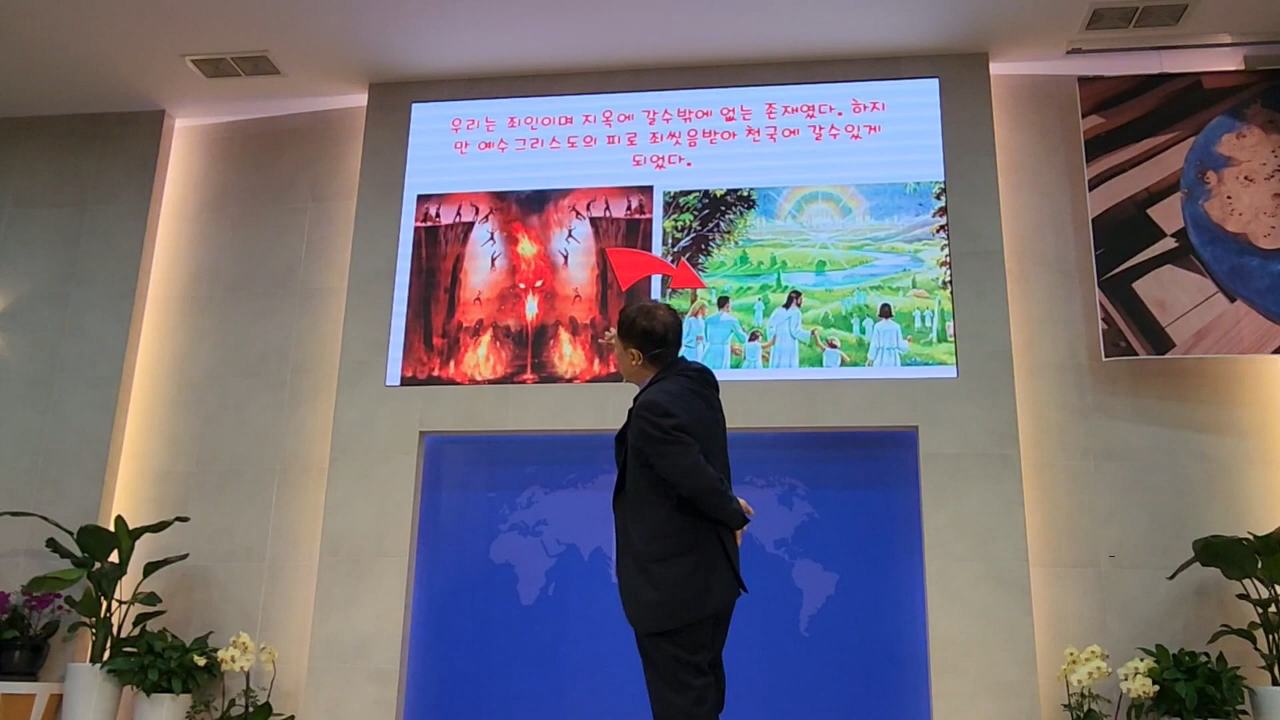 우리는 죄인이며 지옥에 갈수밖에 없는 존재였다. 하지
만 예수그리스도의 피로 죄씻음받아 천국에 갈수있게
되었다.